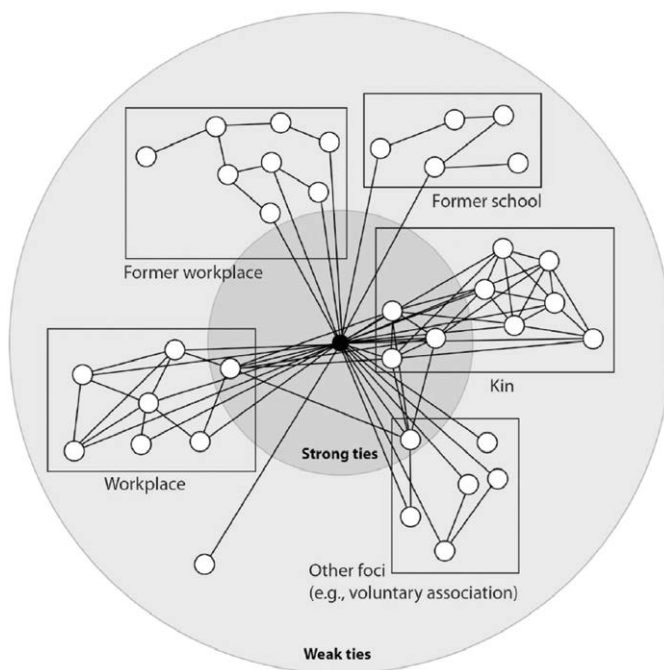 Former school
Former workplace
Kin
Strong ties
Workplace
Other foci
(e.g., voluntary association)
Weak ties